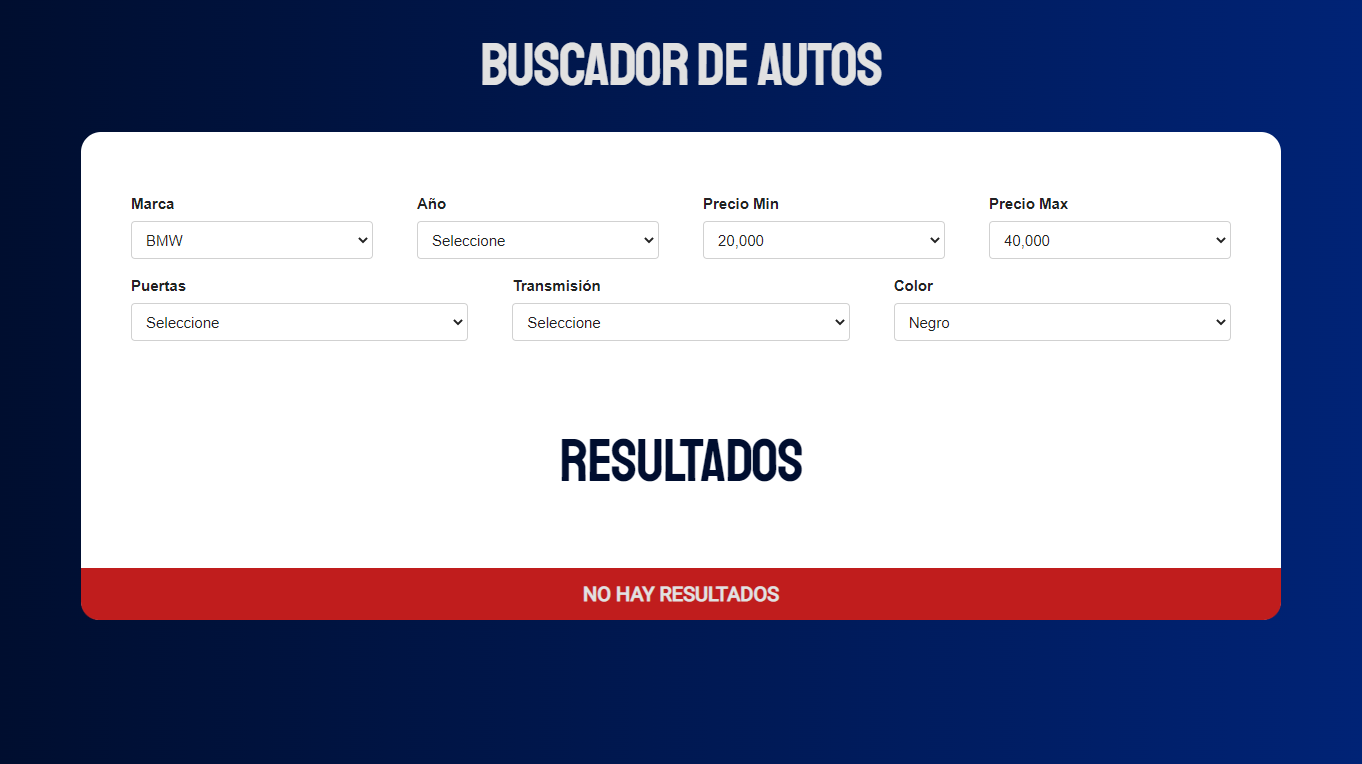 BUSCADOR DE AUTOS
Marca Año Precio Min Precio Max
BMW Seleccione 20,000 40,000
Puertas Transmisión Color
Seleccione Seleccione Negro
RESULTADOS
NO HAY RESULTADOS